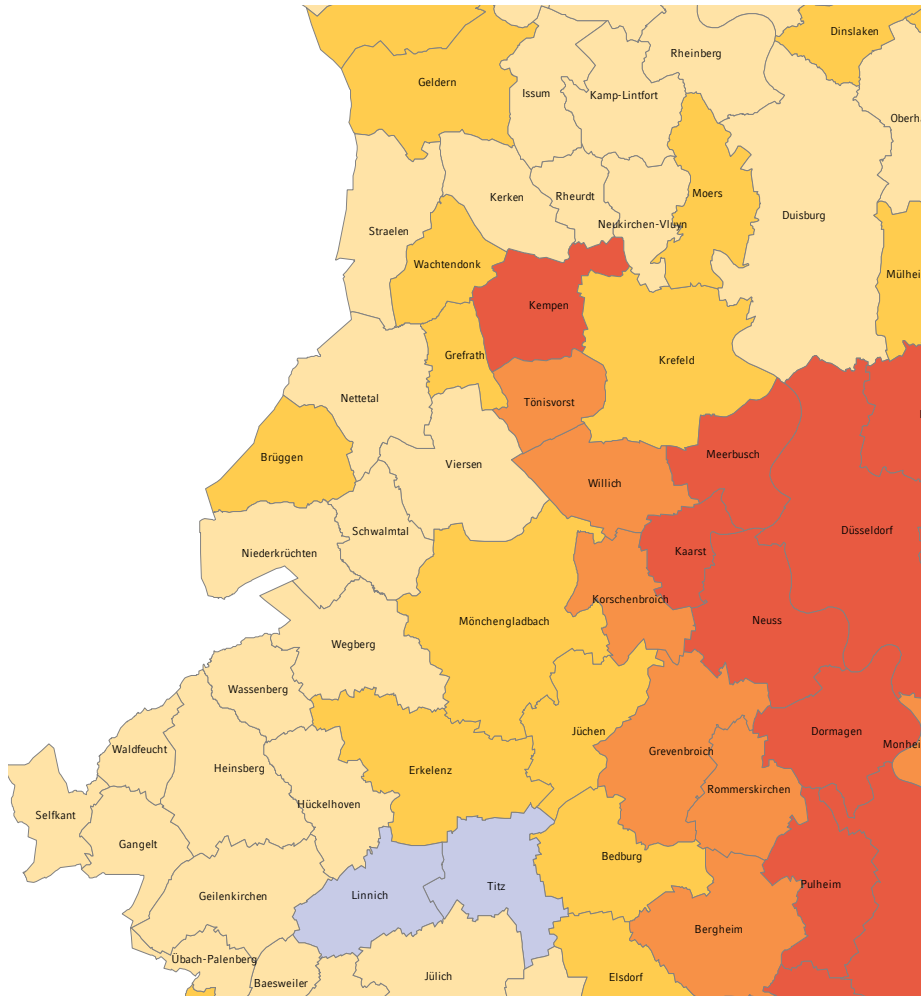 Dinslaken
Rheinberg
Geldern
Issum
Kamp-Lintfort
Oberh
Moers
Kerken
Rheurdt
Duisburg
Neukirchen-Vluyn
Straelen
Wachtendonk
Mülhei
Kempen
Grefrath
Krefeld
Nettetal
Tönisvorst
Meerbusch
Brüggen
Viersen
Willich
Schwalmtal
Düsseldorf
Niederkrüchten
Kaarst
Korschenbroich
Mönchengladbach
Neuss
Wegberg
Wassenberg
Jüchen
Dormagen
Waldfeucht
Grevenbroich
Monhei
Heinsberg
Erkelenz
Rommerskirchen
Hückelhoven
Selfkant
Gangelt
Bedburg
Pulheim
Titz
Linnich
Geilenkirchen
Bergheim
Übach-Palenberg
Jülich
Elsdorf
Baesweiler